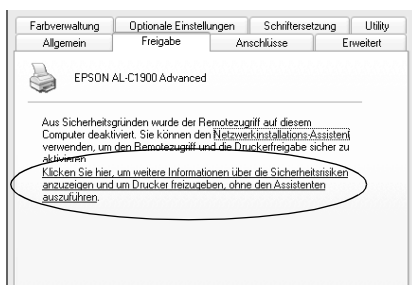 Farbverwaltung Optionale Einstellungen Schriftersetzung Utility
Allgemein Freigabe Anschlüsse Erweitert
EPSON AL-C1900 Advanced
Aus Sicherheitsgründen wurde der Remotezugriff auf diesem
Computer deaktiviert. Sie können den Netzwerkinstallations-Assistent
verwenden, um den Remotezugriff und die Druckerfreigabe sicher zu
aktivieren
Klicken Sie hier, um weitere Informationen über die Sicherheitsrisiken
anzuzeigen und um Drucker freizugeben, ohne den Assistenten
auszuführen.